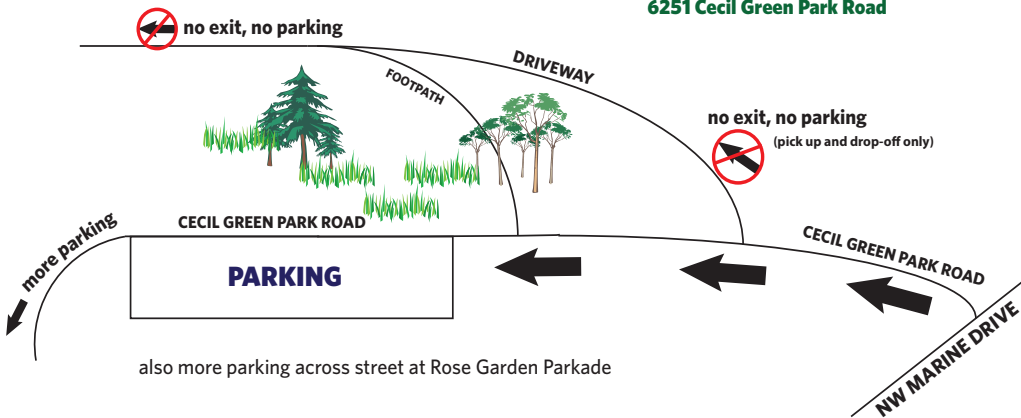 6251 Cecil Green Park Road
no exit, no parking
DRIVEWAY
FOOTPATH
no exit, no parking
(pick up and drop-off only)
more parking
CECIL GREEN PARK ROAD
CECIL GREEN PARK ROAD
PARKING
NW MARINE DRIVE
also more parking across street at Rose Garden Parkade